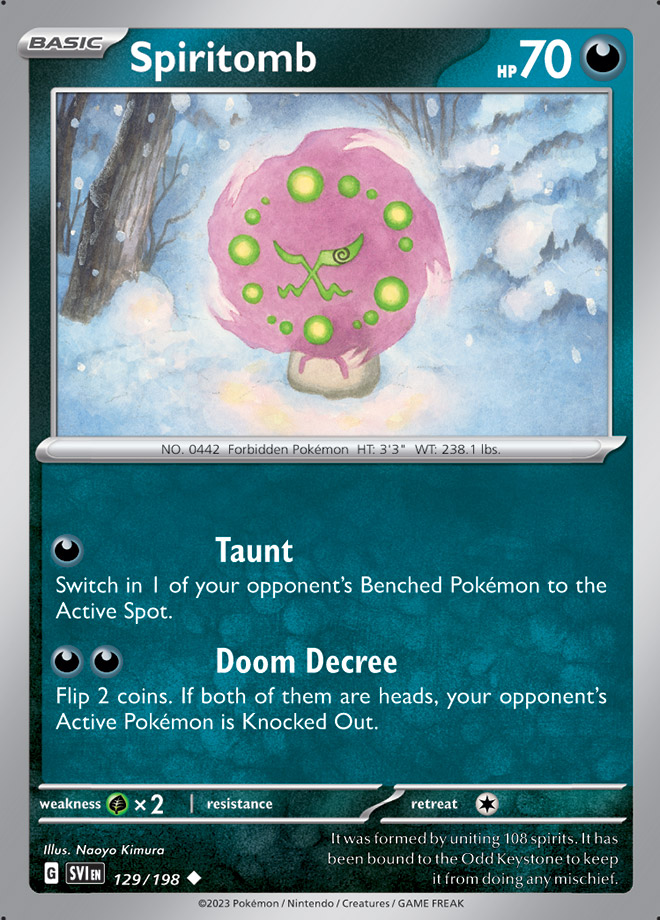 BASIC Spiritomb HP 70
NO. 0442 Forbidden Pokémon HT: 3'3" WT: 238.1 lbs.
Taunt
Switch in 1 of your opponent's Benched Pokémon to the
Active Spot.
Doom Decree
Flip 2 coins. If both of them are heads, your opponent's
Active Pokémon is Knocked Out.
weakness ×2 resistance retreat
Illus. Naoyo Kimura
G SVI EN 129/198
It was formed by uniting 108 spirits. It has
been bound to the Odd Keystone to keep
it from doing any mischief.
©2023 Pokémon / Nintendo / Creatures / GAME FREAK